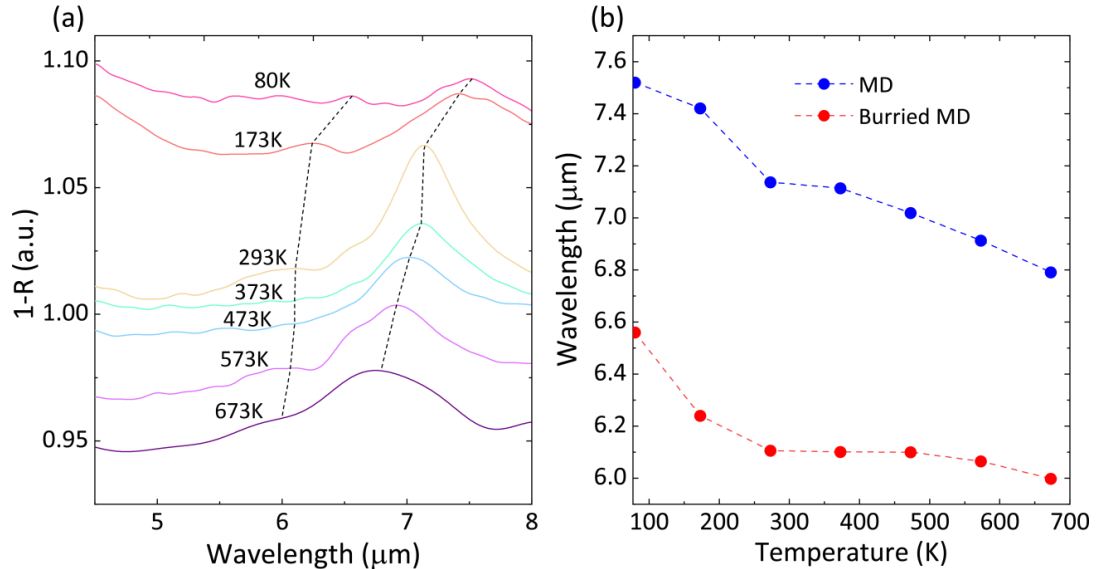 (a)
1.10
1.05
1.00
0.95
1-R (a.u.)
80K
173K
293K
373K
473K
573K
673K
5
6
7
8
Wavelength (μm)
(b)
7.6
7.4
7.2
7.0
6.8
6.6
6.4
6.2
6.0
Wavelength (μm)
MD
Burried MD
100
200
300
400
500
600
700
Temperature (K)